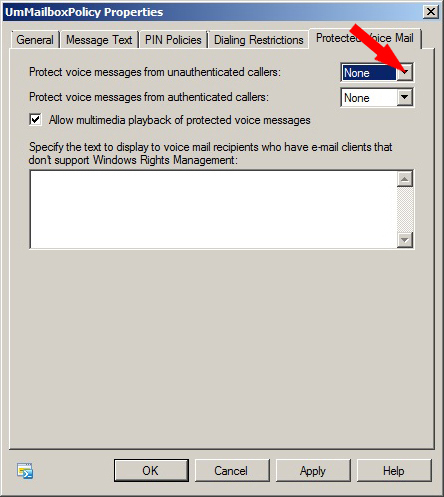 UmMailboxPolicy Properties
General Message Text PIN Policies Dialing Restrictions Protected Voice Mail
Protect voice messages from unauthenticated callers: None
Protect voice messages from authenticated callers: None
Allow multimedia playback of protected voice messages
Specify the text to display to voice mail recipients who have e-mail clients that
don't support Windows Rights Management:
OK Cancel Apply Help